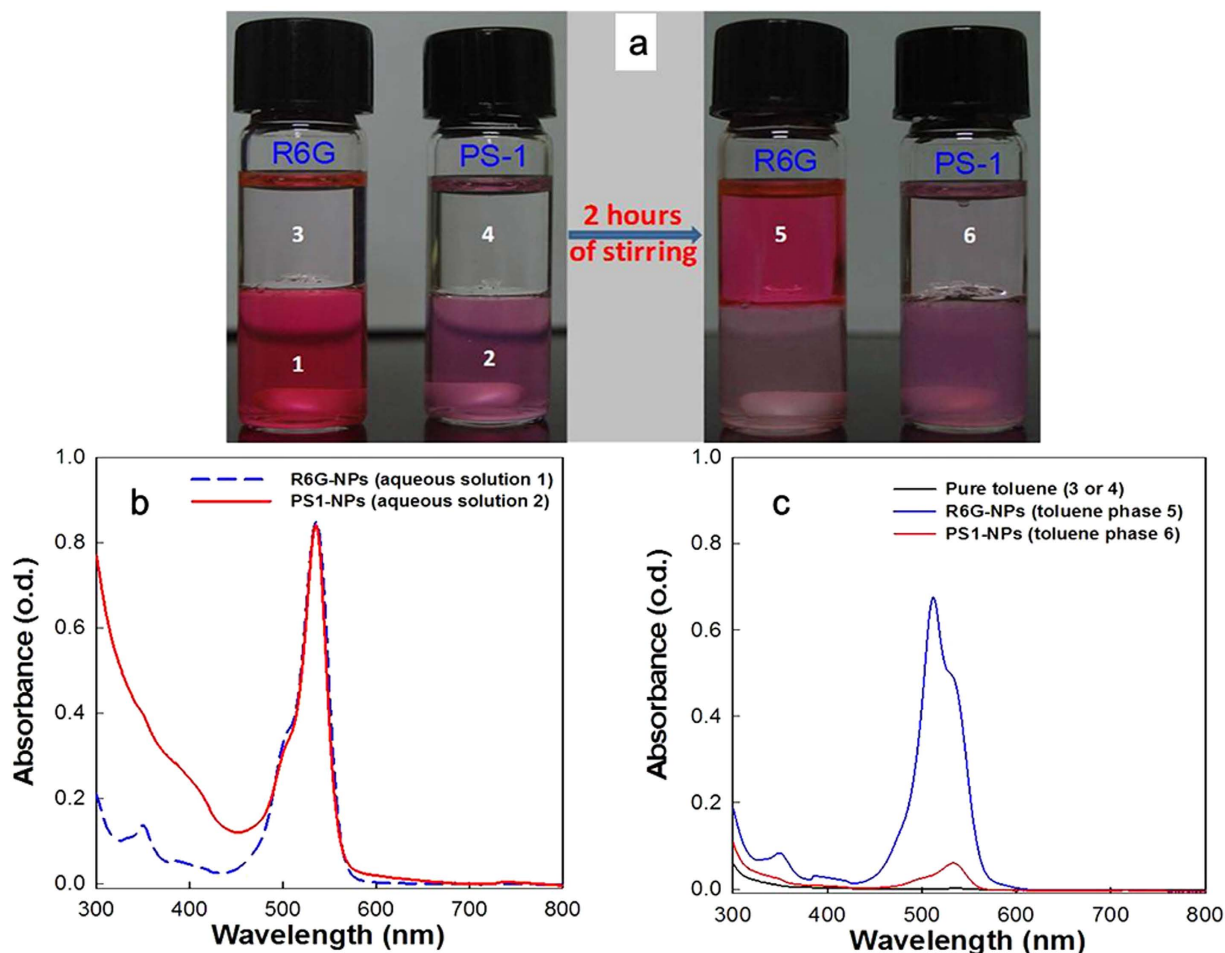 a
R6G
PS-1
3
4
1
2
2 hours
of stirring
R6G
PS-1
5
6
b
R6G-NPs (aqueous solution 1)
PS1-NPs (aqueous solution 2)
1.0
0.8
0.6
0.4
0.2
0.0
300
400
500
600
700
800
Absorbance (o.d.)
Wavelength (nm)
c
Pure toluene (3 or 4)
R6G-NPs (toluene phase 5)
PS1-NPs (toluene phase 6)
1.0
0.8
0.6
0.4
0.2
0.0
300
400
500
600
700
800
Absorbance (o.d.)
Wavelength (nm)